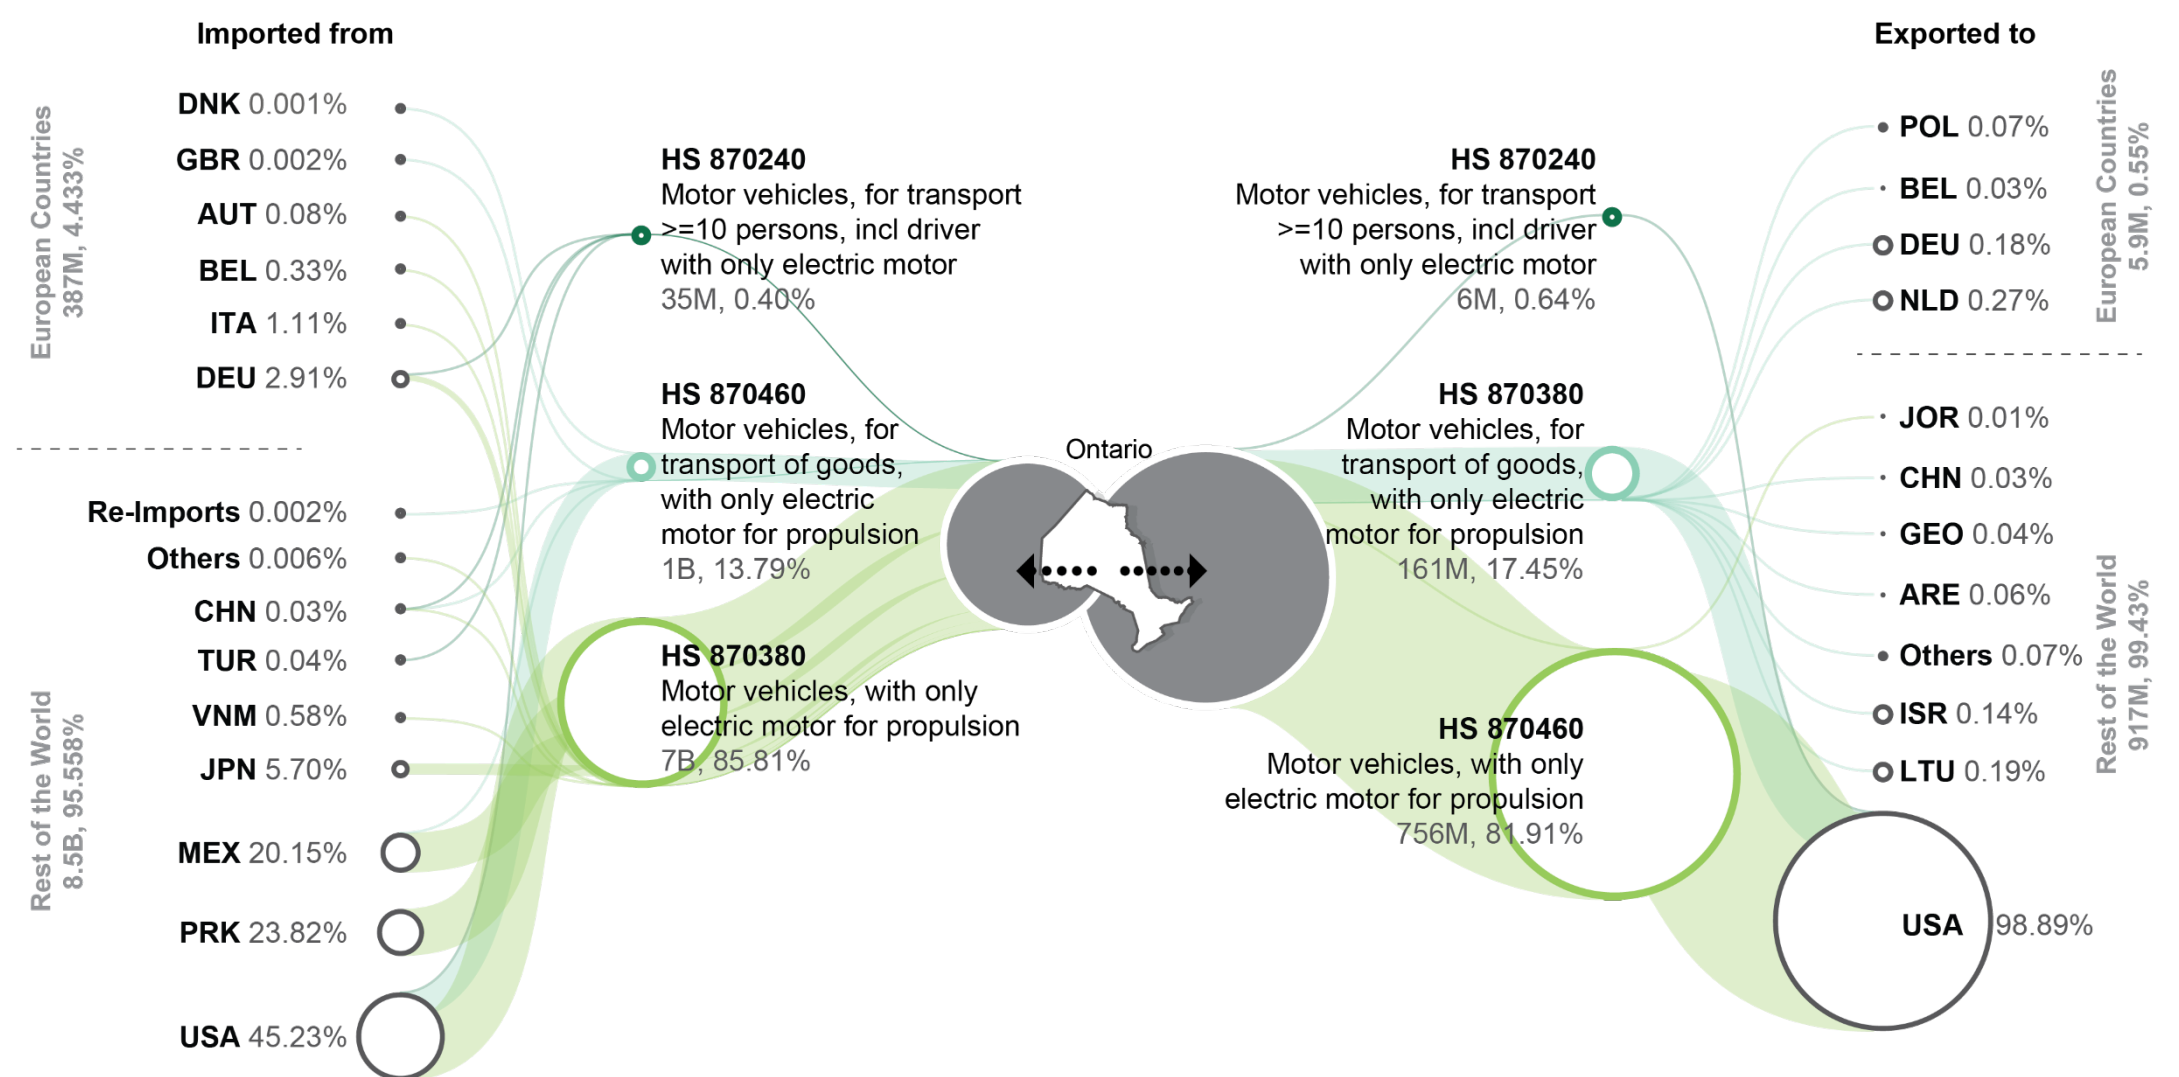 Imported from
DNK 0.001%
GBR 0.002%
AUT 0.08%
BEL 0.33%
ITA 1.11%
DEU 2.91%
European Countries
387M, 4.433%
Re-Imports 0.002%
Others 0.006%
CHN 0.03%
TUR 0.04%
VNM 0.58%
JPN 5.70%
MEX 20.15%
PRK 23.82%
USA 45.23%
Rest of the World
8.5B, 95.558%
HS 870240
Motor vehicles, for transport
>=10 persons, incl driver
with only electric motor
35M, 0.40%
HS 870460
Motor vehicles, for
transport of goods,
with only electric
motor for propulsion
1B, 13.79%
HS 870380
Motor vehicles, with only
electric motor for propulsion
7B, 85.81%
Ontario
HS 870240
Motor vehicles, for transport
>=10 persons, incl driver
with only electric motor
6M, 0.64%
HS 870380
Motor vehicles, for
transport of goods,
with only electric
motor for propulsion
161M, 17.45%
HS 870460
Motor vehicles, with only
electric motor for propulsion
756M, 81.91%
Exported to
POL 0.07%
BEL 0.03%
DEU 0.18%
NLD 0.27%
European Countries
5.9M, 0.55%
JOR 0.01%
CHN 0.03%
GEO 0.04%
ARE 0.06%
Others 0.07%
ISR 0.14%
LTU 0.19%
USA 98.89%
Rest of the World
917M, 99.43%